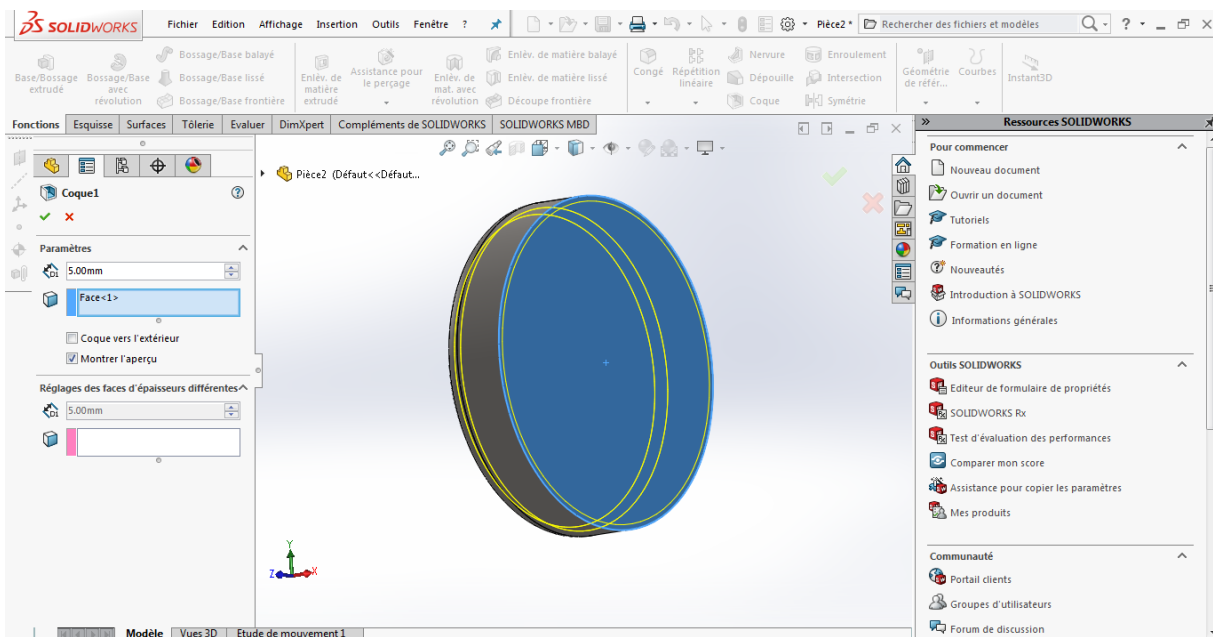 SOLIDWORKS Fichier Edition Affichage Insertion Outils Fenêtre ? Pièce2 * Rechercher des fichiers et modèles ?
Base/Bossage extrudé
Bossage/Base avec révolution
Bossage/Base balayé
Bossage/Base lissé
Bossage/Base frontière
Enlév. de matière extrudé
Assistance pour le perçage
Enlév. de mat. avec révolution
Enlév. de matière balayé
Enlév. de matière lissé
Découpe frontière
Congé
Répétition linéaire
Nervure
Dépouille
Coque
Enroulement
Intersection
Symétrie
Géométrie de référ...
Courbes
Instant3D
Fonctions Esquisse Surfaces Tôlerie Evaluer DimXpert Compléments de SOLIDWORKS SOLIDWORKS MBD
Coque1 ?
Paramètres
5.00mm
Face<1>
Coque vers l'extérieur
Montrer l'aperçu
Réglages des faces d'épaisseurs différentes
5.00mm
Pièce2 (Défaut<<Défaut...
Y
Z X
Modèle Vues 3D Etude de mouvement 1
» Ressources SOLIDWORKS
Pour commencer
Nouveau document
Ouvrir un document
Tutoriels
Formation en ligne
Nouveautés
Introduction à SOLIDWORKS
Informations générales
Outils SOLIDWORKS
Editeur de formulaire de propriétés
SOLIDWORKS Rx
Test d'évaluation des performances
Comparer mon score
Assistance pour copier les paramètres
Mes produits
Communauté
Portail clients
Groupes d'utilisateurs
Forum de discussion